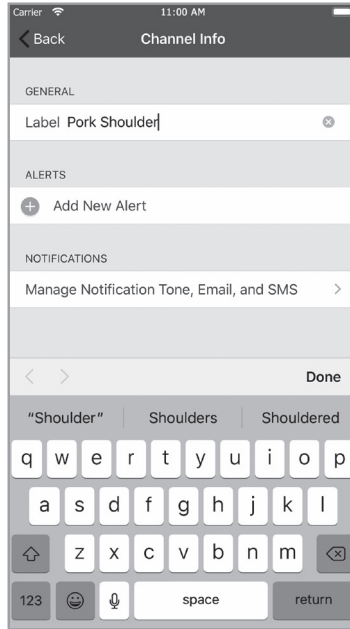 Carrier 11:00 AM
Back Channel Info
GENERAL
Label Pork Shoulder
ALERTS
Add New Alert
NOTIFICATIONS
Manage Notification Tone, Email, and SMS
Done
“Shoulder” Shoulders Shouldered
q w e r t y u i o p
a s d f g h j k l
z x c v b n m
123 space return